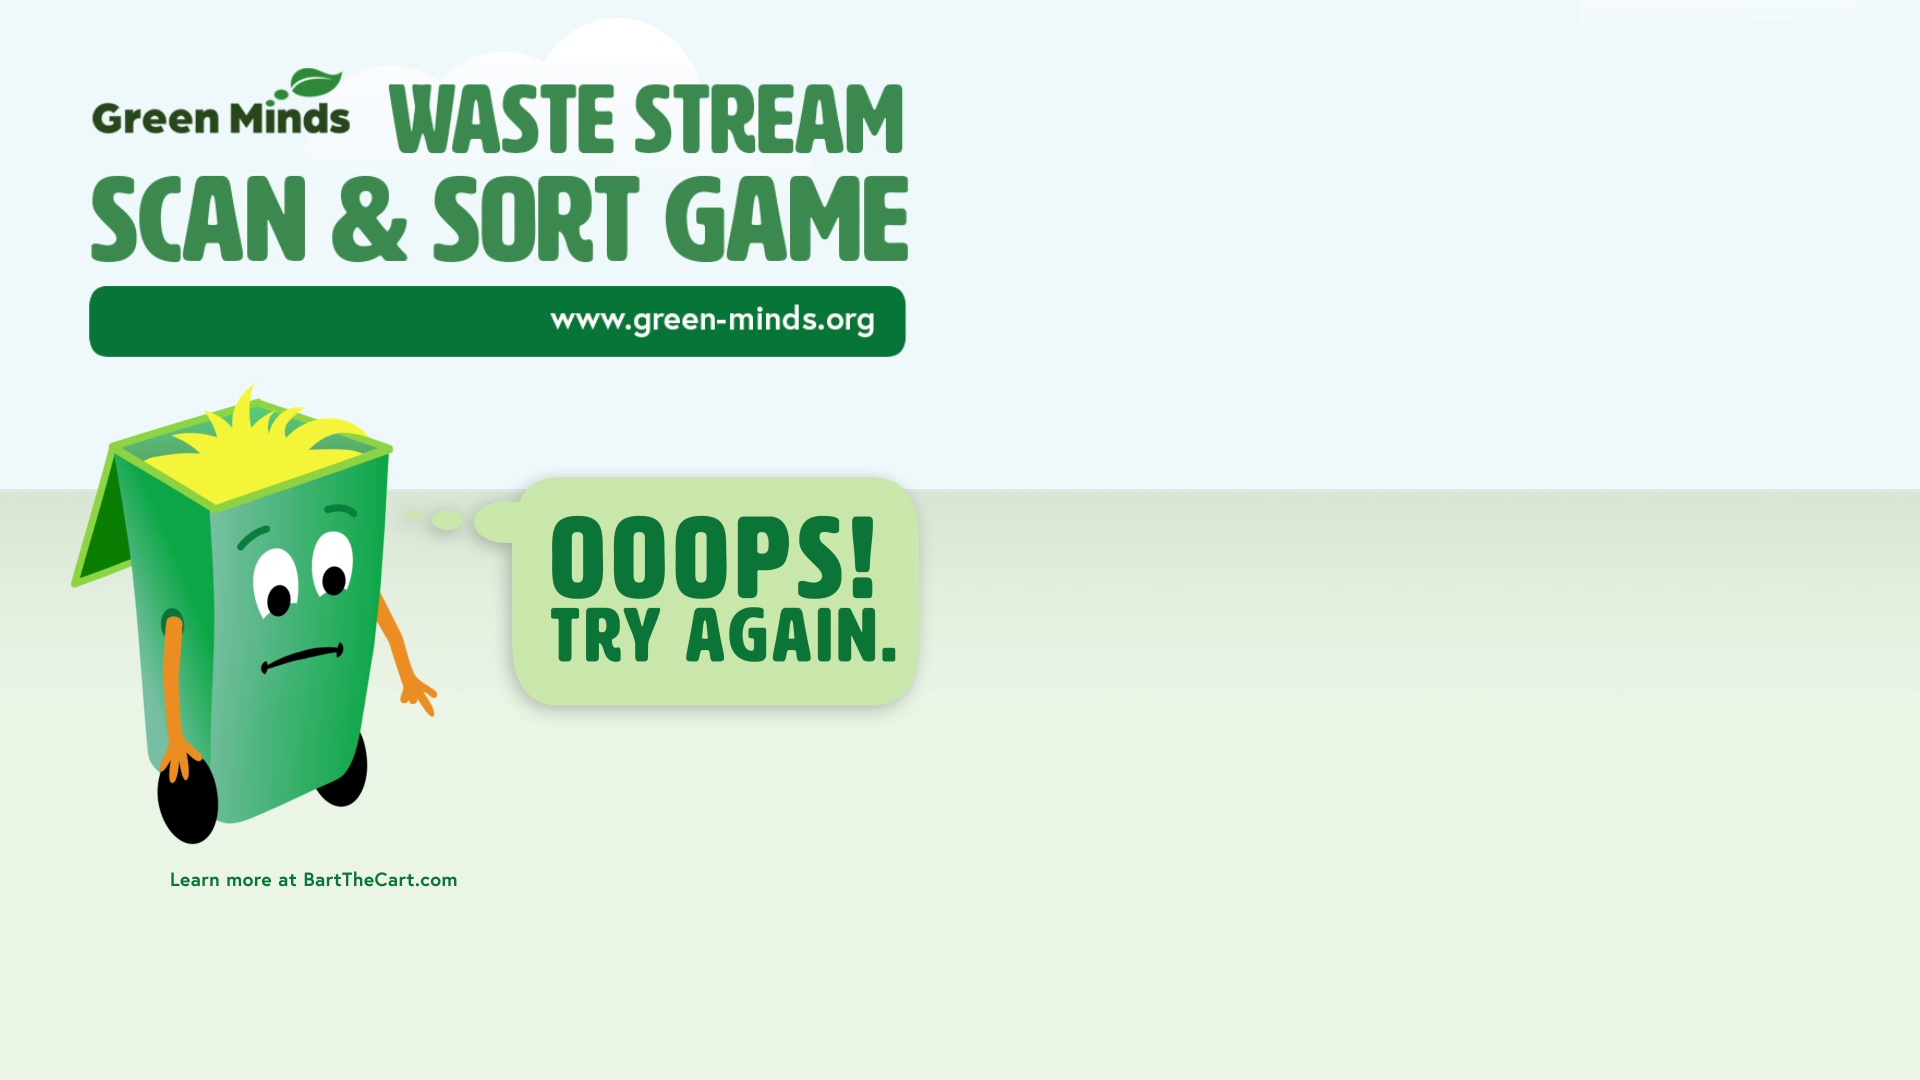 Green Minds WASTE STREAM
SCAN & SORT GAME
www.green-minds.org
OOOPS!
TRY AGAIN.
Learn more at BartTheCart.com